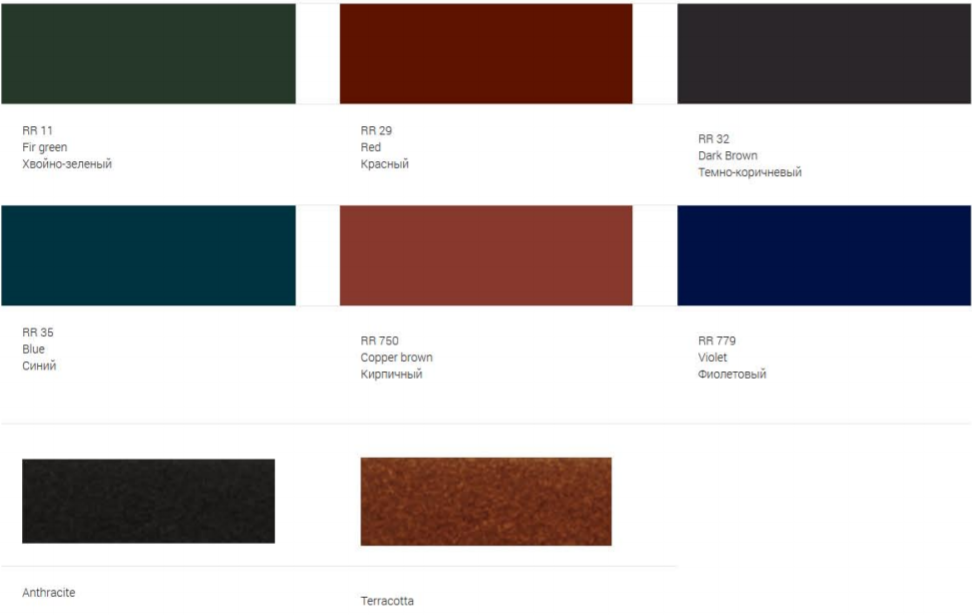 RR 11
Fir green
Хвойно-зеленый
RR 29
Red
Красный
RR 32
Dark Brown
Темно-коричневый
RR 35
Blue
Синий
RR 750
Copper brown
Кирпичный
RR 779
Violet
Фиолетовый
Anthracite
Terracotta